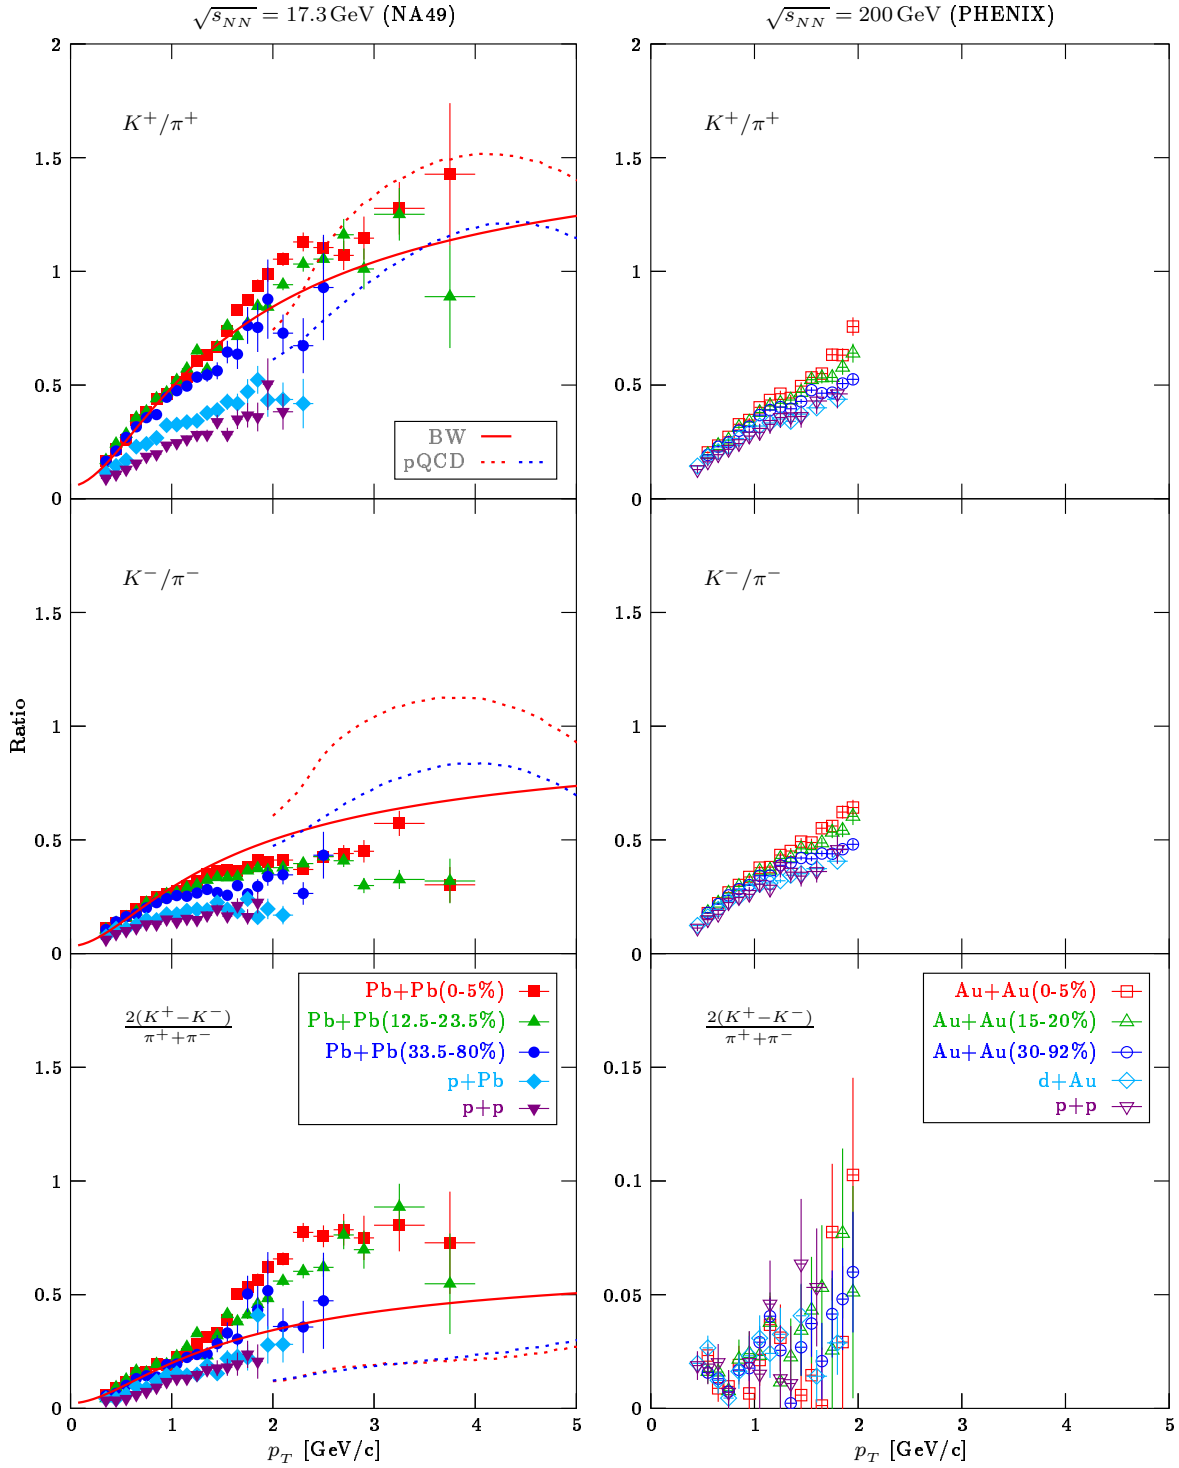 √s_NN = 17.3 GeV (NA49)
√s_NN = 200 GeV (PHENIX)
2
1.5
1
0.5
0
K⁺/π⁺
BW
pQCD
2
1.5
1
0.5
0
K⁺/π⁺
Ratio
1.5
1
0.5
0
K⁻/π⁻
1.5
1
0.5
0
K⁻/π⁻
1.5
1
0.5
0
2(K⁺−K⁻)
π⁺+π⁻
Pb+Pb(0-5%)
Pb+Pb(12.5-23.5%)
Pb+Pb(33.5-80%)
p+Pb
p+p
0.15
0.1
0.05
0
2(K⁺−K⁻)
π⁺+π⁻
Au+Au(0-5%)
Au+Au(15-20%)
Au+Au(30-92%)
d+Au
p+p
0 1 2 3 4 5
p_T [GeV/c]
0 1 2 3 4 5
p_T [GeV/c]